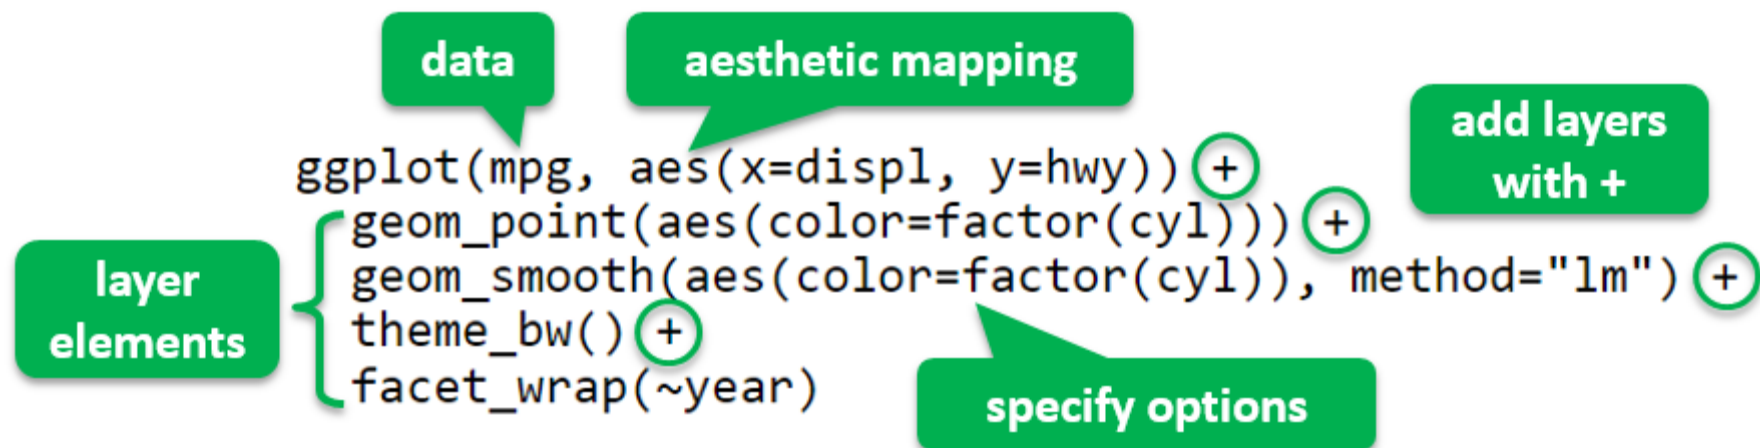 data
aesthetic mapping
add layers
with +
ggplot(mpg, aes(x=displ, y=hwy)) +
geom_point(aes(color=factor(cyl))) +
geom_smooth(aes(color=factor(cyl)), method="lm") +
theme_bw() +
facet_wrap(~year)
layer
elements
specify options